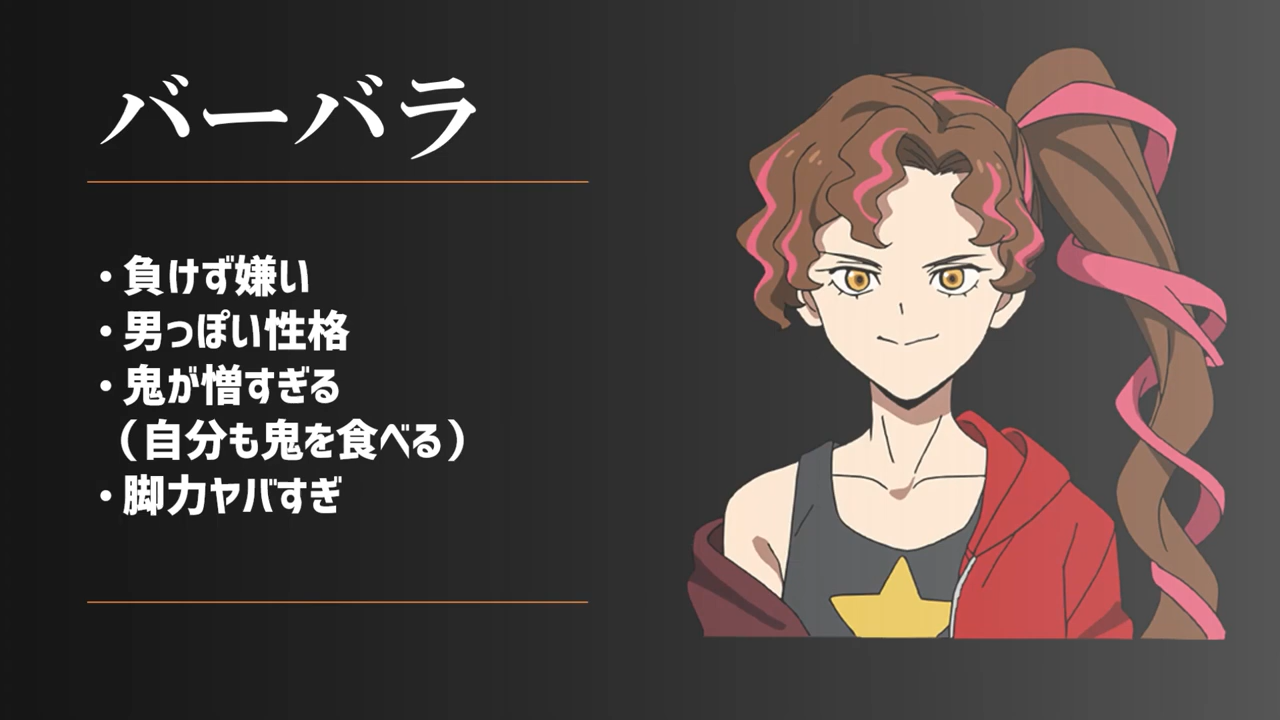 バーバラ
・負けず嫌い
・男っぽい性格
・鬼が憎すぎる
（自分も鬼を食べる）
・脚力ヤバすぎ